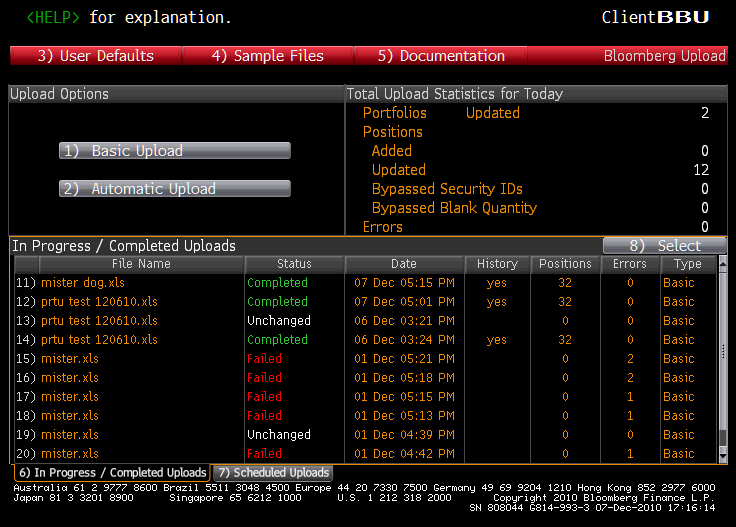 <HELP> for explanation. ClientBBU
3) User Defaults 4) Sample Files 5) Documentation Bloomberg Upload
Upload Options Total Upload Statistics for Today
Portfolios Updated 2
Positions
1) Basic Upload Added 0
Updated 12
2) Automatic Upload Bypassed Security IDs 0
Bypassed Blank Quantity 0
Errors 0
In Progress / Completed Uploads 8) Select
File Name Status Date History Positions Errors Type
11) mister dog.xls Completed 07 Dec 05:15 PM yes 32 0 Basic
12) prtu test 120610.xls Completed 07 Dec 05:01 PM yes 32 0 Basic
13) prtu test 120610.xls Unchanged 06 Dec 03:21 PM 0 0 Basic
14) prtu test 120610.xls Completed 06 Dec 03:24 PM yes 32 0 Basic
15) mister.xls Failed 01 Dec 05:21 PM 0 2 Basic
16) mister.xls Failed 01 Dec 05:18 PM 0 2 Basic
17) mister.xls Failed 01 Dec 05:15 PM 0 1 Basic
18) mister.xls Failed 01 Dec 05:13 PM 0 1 Basic
19) mister.xls Unchanged 01 Dec 04:39 PM 0 0 Basic
20) mister.xls Failed 01 Dec 04:42 PM 0 1 Basic
6) In Progress / Completed Uploads 7) Scheduled Uploads
Australia 61 2 9777 8600 Brazil 5511 3048 4500 Europe 44 20 7330 7500 Germany 49 69 9204 1210 Hong Kong 852 2977 6000
Japan 81 3 3201 8900 Singapore 65 6212 1000 U.S. 1 212 318 2000 Copyright 2010 Bloomberg Finance L.P.
SN 808044 G814-993-3 07-Dec-2010 17:16:14